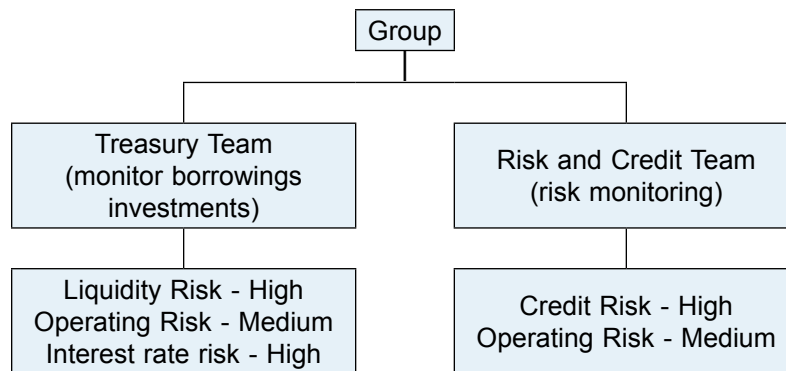 Group
Treasury Team
(monitor borrowings
investments)
Risk and Credit Team
(risk monitoring)
Liquidity Risk - High
Operating Risk - Medium
Interest rate risk - High
Credit Risk - High
Operating Risk - Medium